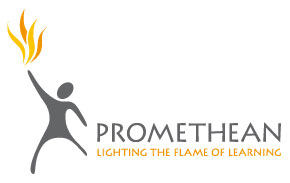 PROMETHEAN
LIGHTING THE FLAME OF LEARNING